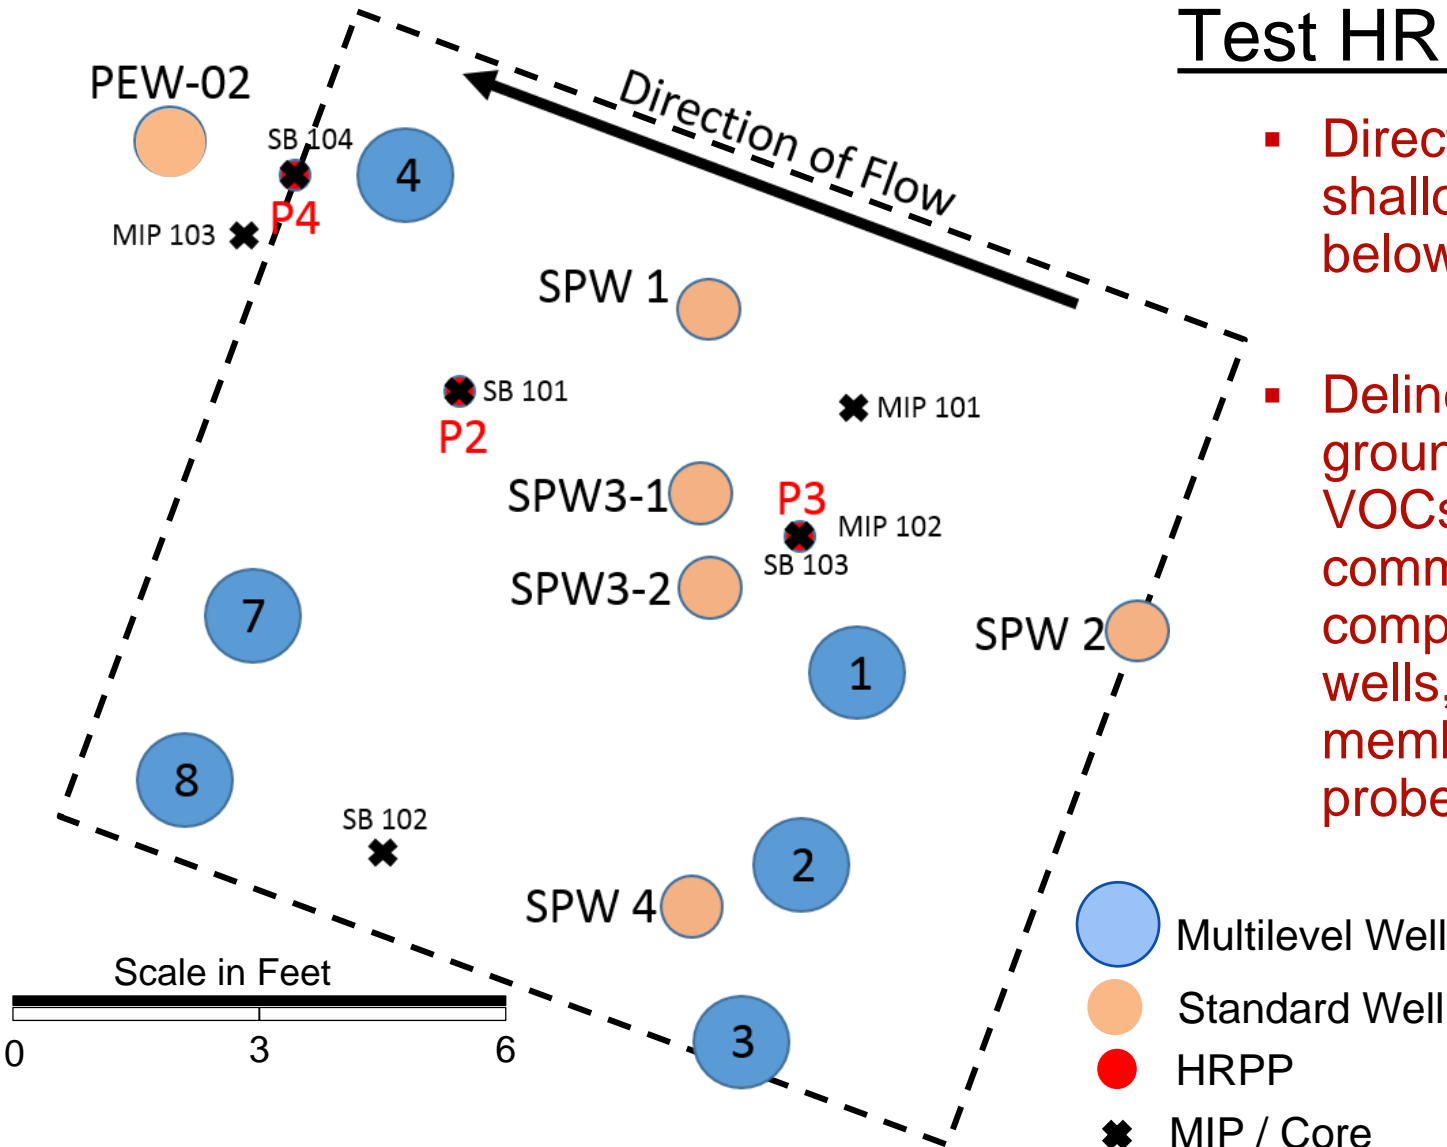 Test HR
Direct
shallo
below
Deline
groun
VOCs
comm
comp
wells,
memb
probe
PEW-02
SB 104
4
P4
MIP 103
Direction of Flow
SPW 1
SB 101
P2
MIP 101
SPW3-1
P3
MIP 102
SB 103
SPW3-2
7
1
SPW 2
8
SB 102
2
SPW 4
3
Scale in Feet
0 3 6
Multilevel Well
Standard Well
HRPP
MIP / Core